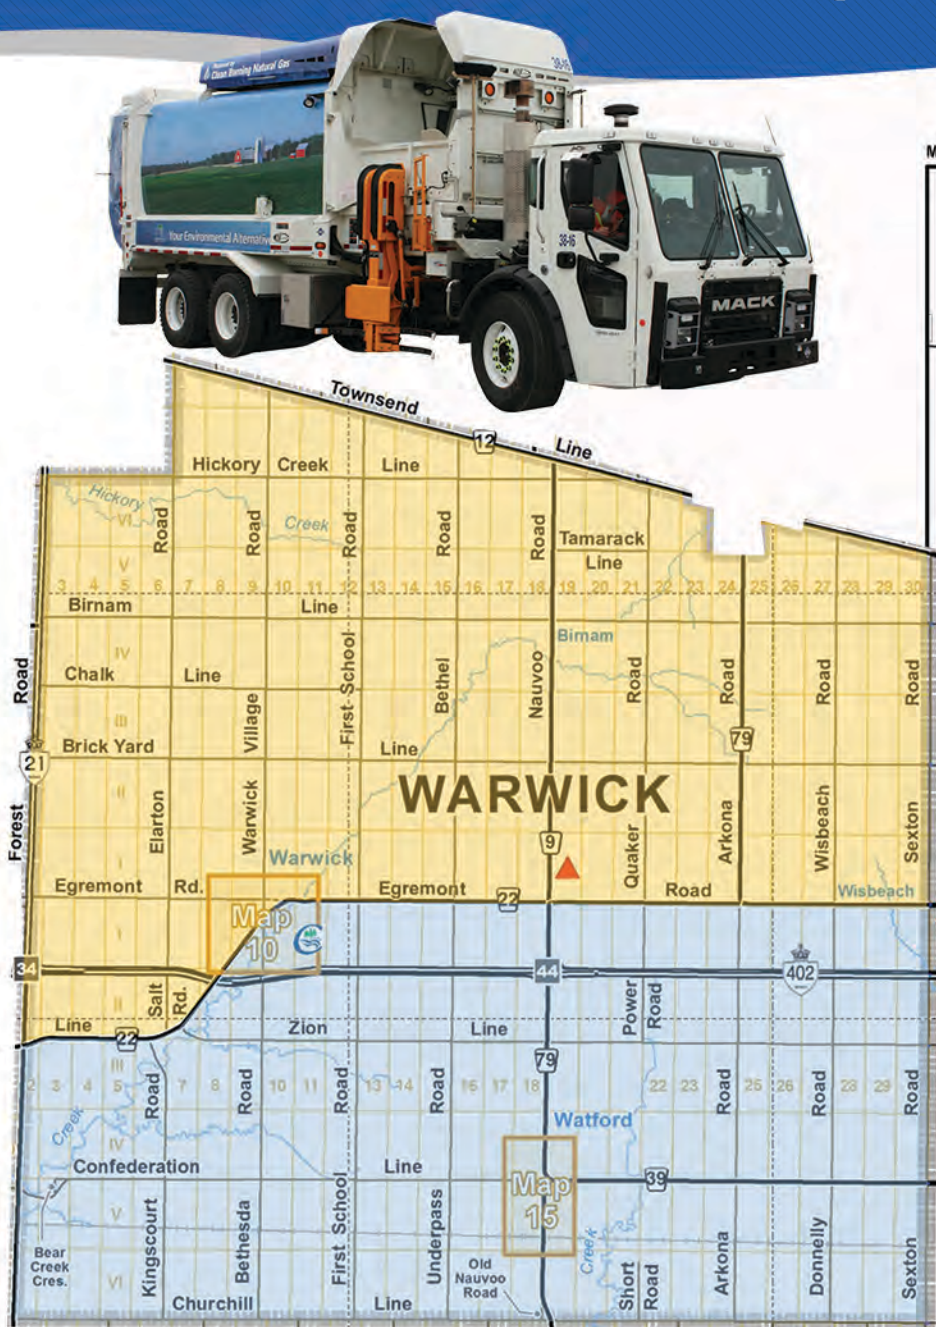 Powered by
Clean Burning Natural Gas
38-16
Your Environmental Alternative
38-16
MACK
M
Townsend
12
Line
Hickory Creek Line
Hickory
Creek
VI
Road Road Road Road Road
Tamarack
Line
V
3 4 5 6 7 8 9 10 11 12 13 14 15 16 17 18 19 20 21 22 23 24 25 26 27 28 29 30
Birnam Line
Birnam
IV
Chalk Line
Road
Village
First School
Bethel
Nauvoo
Road
Road
Road
Road
III
Brick Yard Line
21
79
II
WARWICK
Forest
Elarton
Warwick
9
Quaker
Arkona
Wisbeach
Sexton
I
Warwick
Egremont Rd.
Egremont
22
Road
Wisbeach
Map
10
I
34
44
402
II
Salt
Rd.
Power
Road
Line
22
Zion Line
79
III
2 3 4 5 7 8 10 11 13 14 16 17 18 22 23 25 26 28 29
Road Road Road Road Road Road Road
Creek
Watford
IV
Confederation Line
39
Map
15
V
Bear
Creek
Cres.
Kingscourt
Bethesda
First School
Underpass
Old
Nauvoo
Road
Creek
Short
Road
Arkona
Donnelly
Sexton
VI
Churchill Line